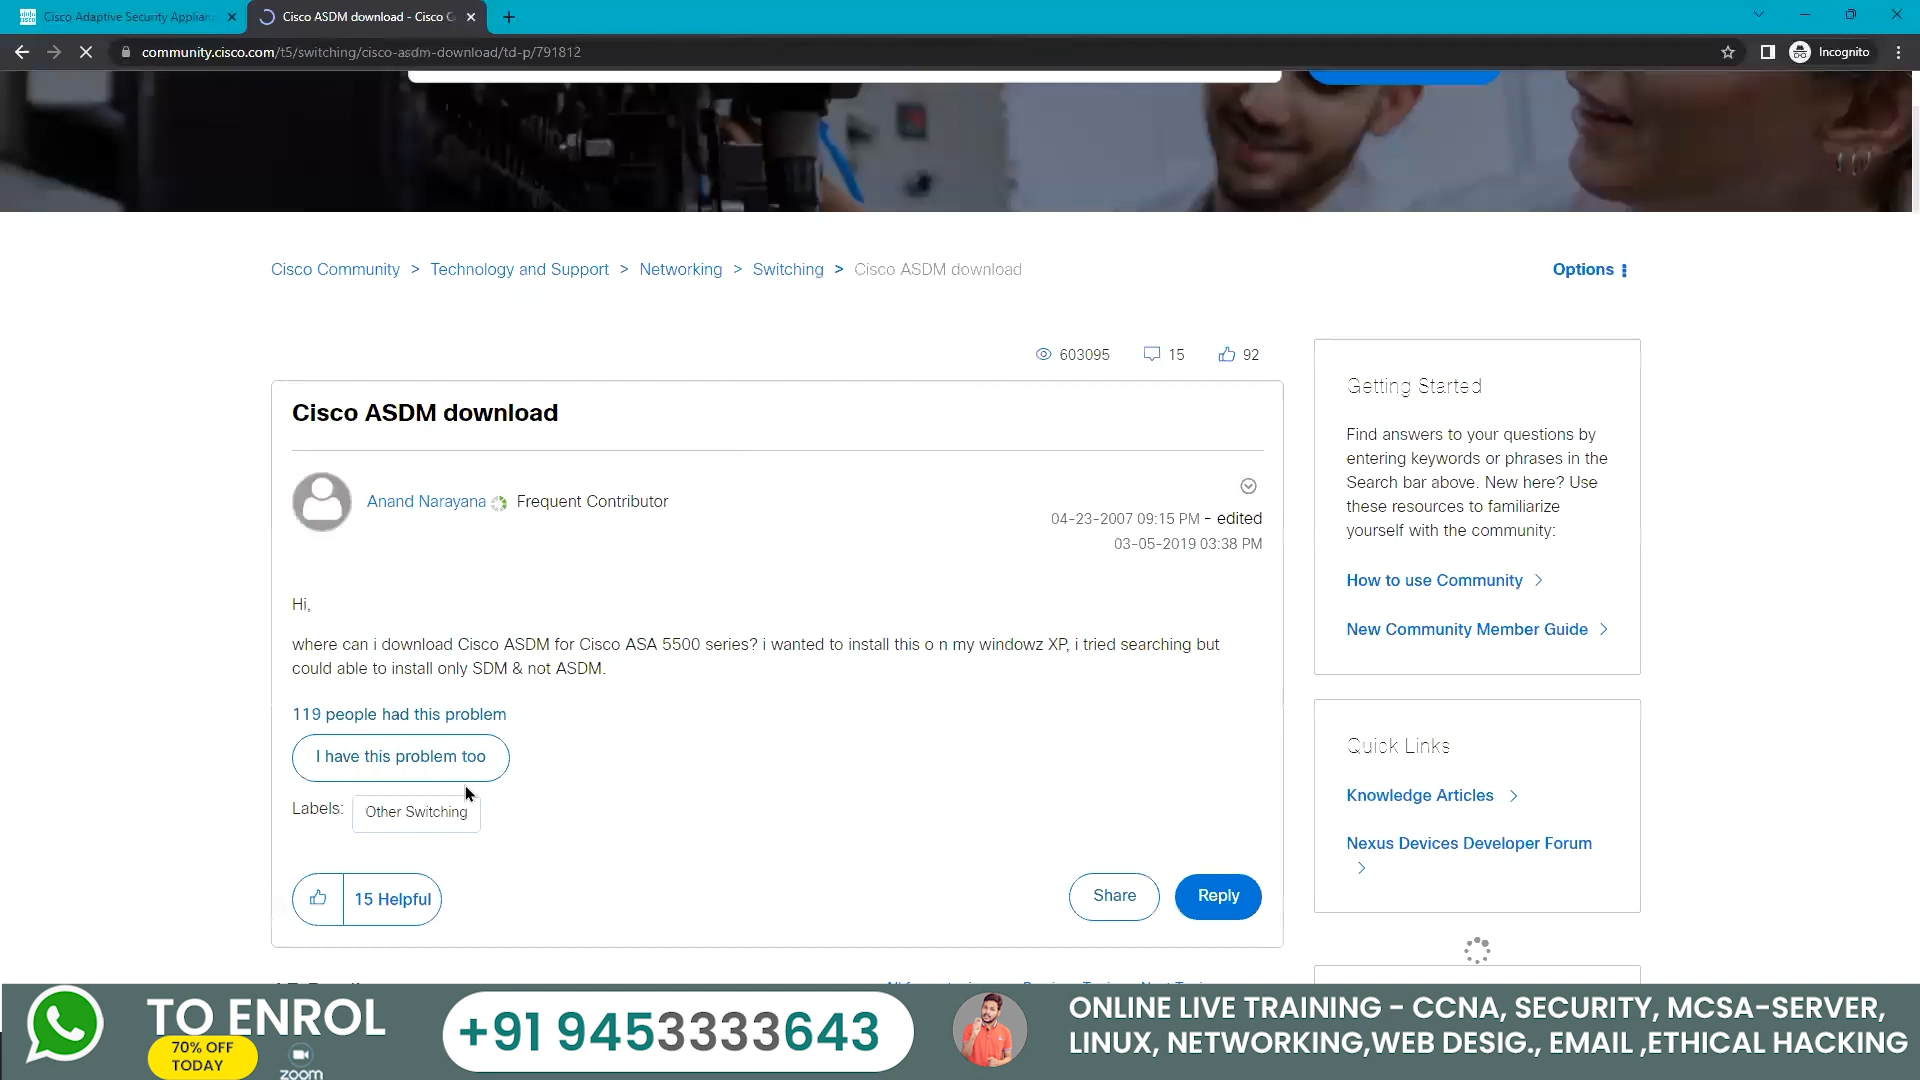 Cisco Adaptive Security Applian
Cisco ASDM download - Cisco C
community.cisco.com/t5/switching/cisco-asdm-download/td-p/791812
Incognito
Cisco Community > Technology and Support > Networking > Switching > Cisco ASDM download
Options
603095 15 92
Cisco ASDM download
Anand Narayana Frequent Contributor
04-23-2007 09:15 PM - edited
03-05-2019 03:38 PM
Hi,
where can i download Cisco ASDM for Cisco ASA 5500 series? i wanted to install this o n my windowz XP, i tried searching but
could able to install only SDM & not ASDM.
119 people had this problem
I have this problem too
Labels: Other Switching
15 Helpful
Share
Reply
Getting Started
Find answers to your questions by
entering keywords or phrases in the
Search bar above. New here? Use
these resources to familiarize
yourself with the community:
How to use Community
New Community Member Guide
Quick Links
Knowledge Articles
Nexus Devices Developer Forum
TO ENROL
70% OFF
TODAY
zoom
+91 9453333643
ONLINE LIVE TRAINING - CCNA, SECURITY, MCSA-SERVER,
LINUX, NETWORKING,WEB DESIG., EMAIL ,ETHICAL HACKING